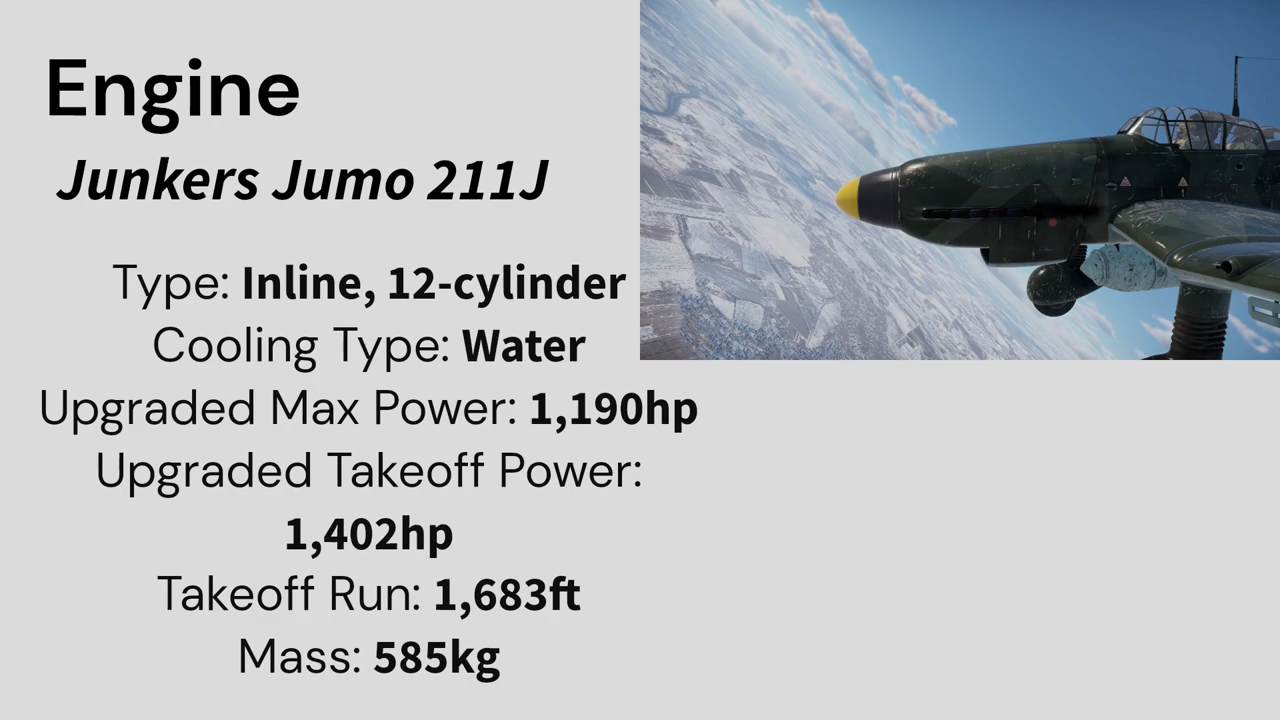 Engine
Junkers Jumo 211J
Type: Inline, 12-cylinder
Cooling Type: Water
Upgraded Max Power: 1,190hp
Upgraded Takeoff Power:
1,402hp
Takeoff Run: 1,683ft
Mass: 585kg